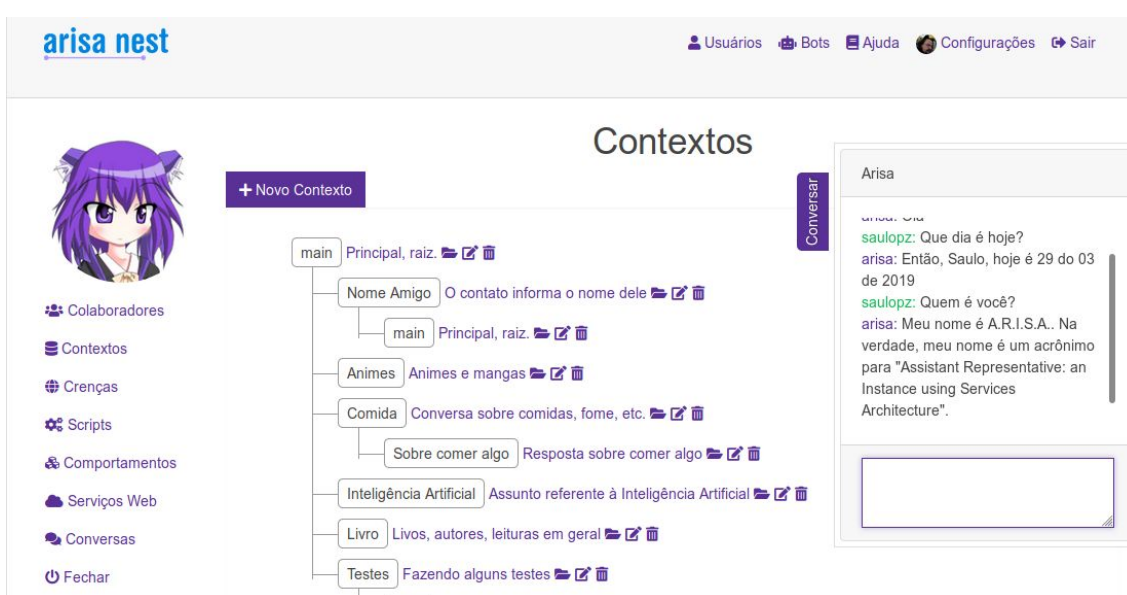 arisa nest
Usuários Bots Ajuda Configurações Sair
Contextos
Novo Contexto
main Principal, raiz.
Nome Amigo O contato informa o nome dele
main Principal, raiz.
Animes Animes e mangas
Comida Conversa sobre comidas, fome, etc.
Sobre comer algo Resposta sobre comer algo
Inteligência Artificial Assunto referente à Inteligência Artificial
Livro Livos, autores, leituras em geral
Testes Fazendo alguns testes
Colaboradores
Contextos
Crenças
Scripts
Comportamentos
Serviços Web
Conversas
Fechar
Conversar
Arisa
saulopz: Que dia é hoje?
arisa: Então, Saulo, hoje é 29 do 03
de 2019
saulopz: Quem é você?
arisa: Meu nome é A.R.I.S.A.. Na
verdade, meu nome é um acrônimo
para "Assistant Representative: an
Instance using Services
Architecture".